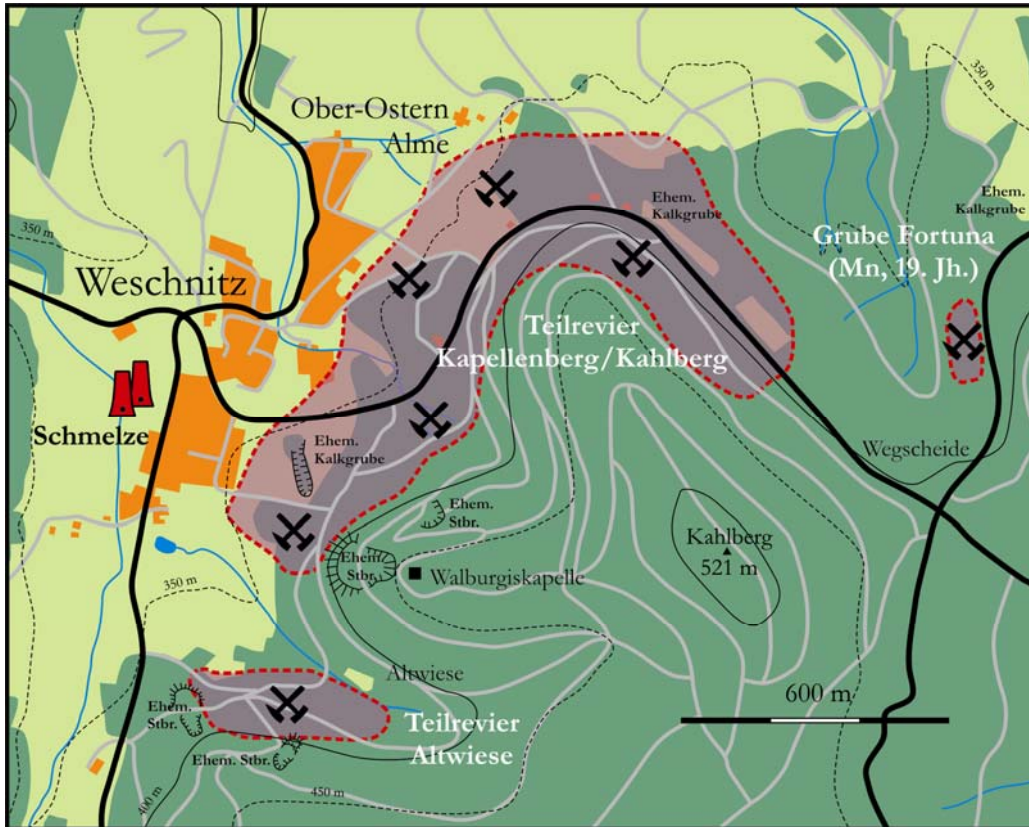 350 m
Ober-Ostern
Alme
Ehem.
Kalkgrube
Ehem.
Kalkgrube
350 m
Grube Fortuna
(Mn, 19. Jh.)
Weschnitz
Teilrevier
Kapellenberg/Kahlberg
Schmelze
Ehem.
Kalkgrube
Wegscheide
Ehem.
Stbr.
Ehem.
Stbr.
Kahlberg
521 m
Walburgiskapelle
350 m
Altwiese
600 m
Ehem.
Stbr.
Teilrevier
Altwiese
Ehem. Stbr.
400 m
450 m